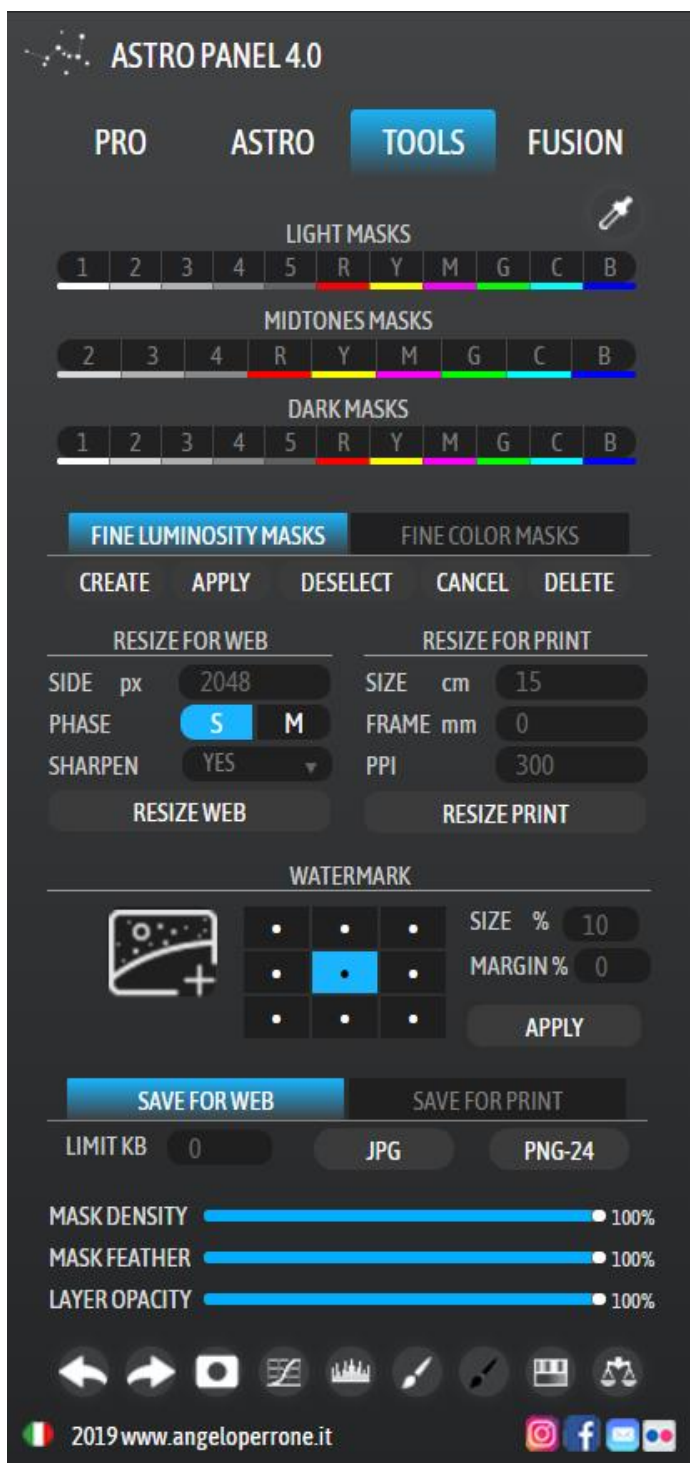 ASTRO PANEL 4.0
PRO ASTRO TOOLS FUSION
LIGHT MASKS
1 2 3 4 5 R Y M G C B
MIDTONES MASKS
2 3 4 R Y M G C B
DARK MASKS
1 2 3 4 5 R Y M G C B
FINE LUMINOSITY MASKS FINE COLOR MASKS
CREATE APPLY DESELECT CANCEL DELETE
RESIZE FOR WEB RESIZE FOR PRINT
SIDE px 2048 SIZE cm 15
PHASE S M FRAME mm 0
SHARPEN YES PPI 300
RESIZE WEB RESIZE PRINT
WATERMARK
SIZE % 10
MARGIN % 0
APPLY
SAVE FOR WEB SAVE FOR PRINT
LIMIT KB 0 JPG PNG-24
MASK DENSITY 100%
MASK FEATHER 100%
LAYER OPACITY 100%
2019 www.angeloperrone.it